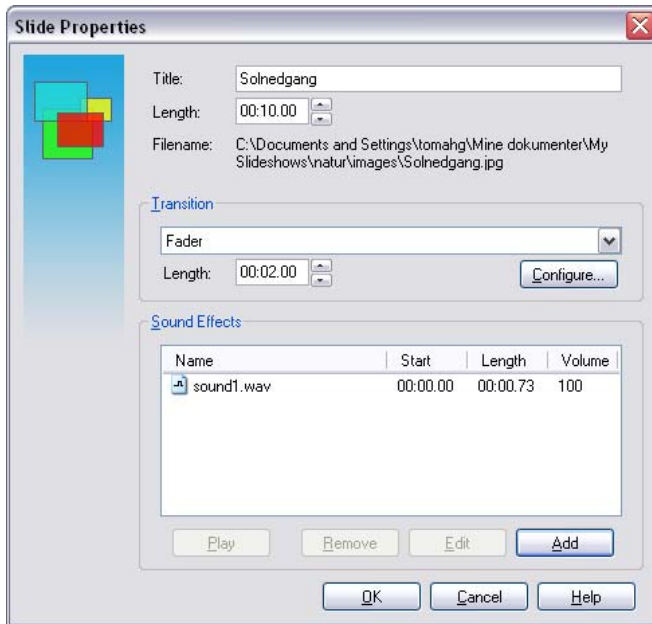 Slide Properties
Title: Solnedgang
Length: 00:10.00
Filename: C:\Documents and Settings\tomahg\Mine dokumenter\My
Slideshows\natur\images\Solnedgang.jpg
Transition
Fader
Length: 00:02.00 Configure...
Sound Effects
Name Start Length Volume
sound1.wav 00:00.00 00:00.73 100
Play Remove Edit Add
OK Cancel Help